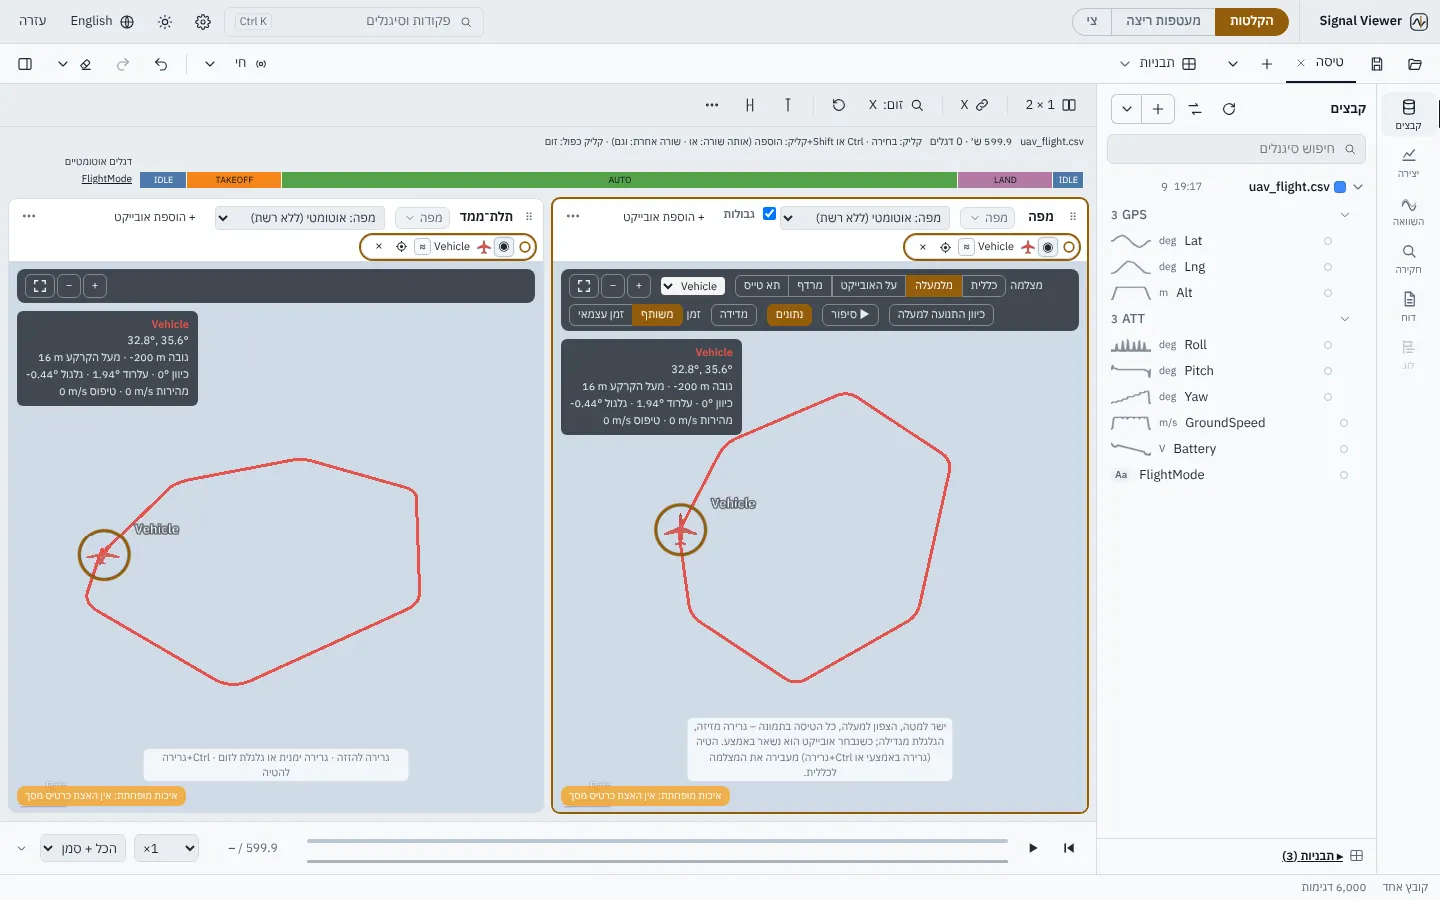 Signal Viewer
הקלטות
מעטפות ריצה
צי
פקודות וסיגנלים
Ctrl K
English
עזרה
טיסה ×
תבניות
חי
קבצים
חיפוש סיגנלים
uav_flight.csv 19:17 9
GPS 3
Lat deg
Lng deg
Alt m
ATT 3
Roll deg
Pitch deg
Yaw deg
GroundSpeed m/s
Battery V
FlightMode Aa
▸ תבניות (3)
קבצים
יצירה
השוואה
חקירה
דוח
לוג
2 × 1
X
זום: X
uav_flight.csv 599.9 ש׳ · 0 דגלים קליק: בחירה · Ctrl או Shift+קליק: הוספה (אותה שורה: או · שורה אחרת: וגם) · קליק כפול: זום
דגלים אוטומטיים
FlightMode
IDLE TAKEOFF AUTO LAND IDLE
מפה
מפה
מפה: אוטומטי (ללא רשת)
גבולות
+ הוספת אובייקט
Vehicle ≈ ×
מצלמה כללית מלמעלה על האובייקט מרדף תא טייס Vehicle + −
כיוון התנועה למעלה ▶ סיפור נתונים מדידה זמן משותף זמן עצמאי
Vehicle
32.8°, 35.6°
גובה ‎-200 m · מעל הקרקע 16 m
כיוון 0° · עלרוד 1.94° · גלגול ‎-0.44°
מהירות 0 m/s · טיפוס 0 m/s
Vehicle
ישר למטה, הצפון למעלה, כל הטיסה בתמונה – גרירה מזיזה,
הגלגלת מגדילה; כשנבחר אובייקט הוא נשאר באמצע. הטיה
(גרירה באמצעי או Ctrl+גרירה) מעבירה את המצלמה
לכללית.
איכות מופחתת: אין האצת כרטיס מסך
תלת־ממד
מפה
מפה: אוטומטי (ללא רשת)
+ הוספת אובייקט
Vehicle ≈ ×
+ −
Vehicle
32.8°, 35.6°
גובה ‎-200 m · מעל הקרקע 16 m
כיוון 0° · עלרוד 1.94° · גלגול ‎-0.44°
מהירות 0 m/s · טיפוס 0 m/s
Vehicle
גרירה להזזה · גרירה ימנית או גלגלת לזום · Ctrl+גרירה
להטיה
איכות מופחתת: אין האצת כרטיס מסך
– / 599.9
×1
הכל + סמן
קובץ אחד
6,000 דגימות